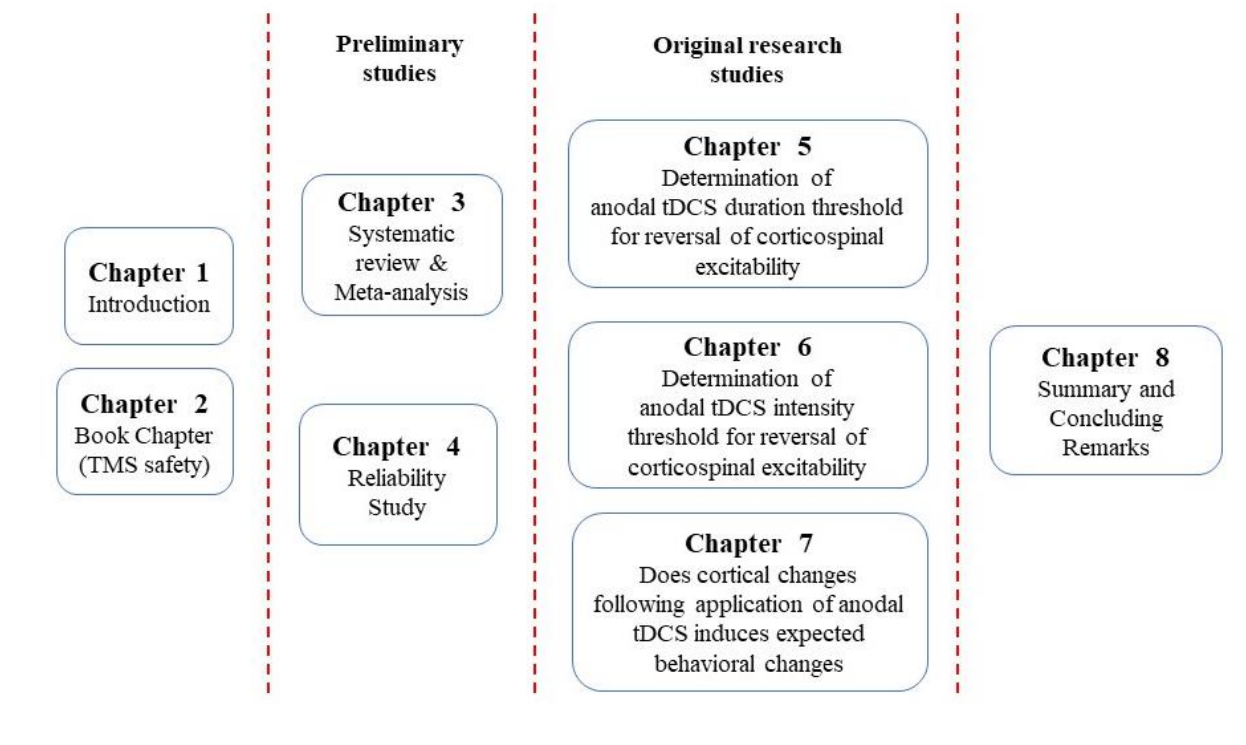 Chapter 1
Introduction
Chapter 2
Book Chapter
(TMS safety)
Preliminary
studies
Chapter 3
Systematic
review &
Meta-analysis
Chapter 4
Reliability
Study
Original research
studies
Chapter 5
Determination of
anodal tDCS duration threshold
for reversal of corticospinal
excitability
Chapter 6
Determination of
anodal tDCS intensity
threshold for reversal of
corticospinal excitability
Chapter 7
Does cortical changes
following application of anodal
tDCS induces expected
behavioral changes
Chapter 8
Summary and
Concluding
Remarks